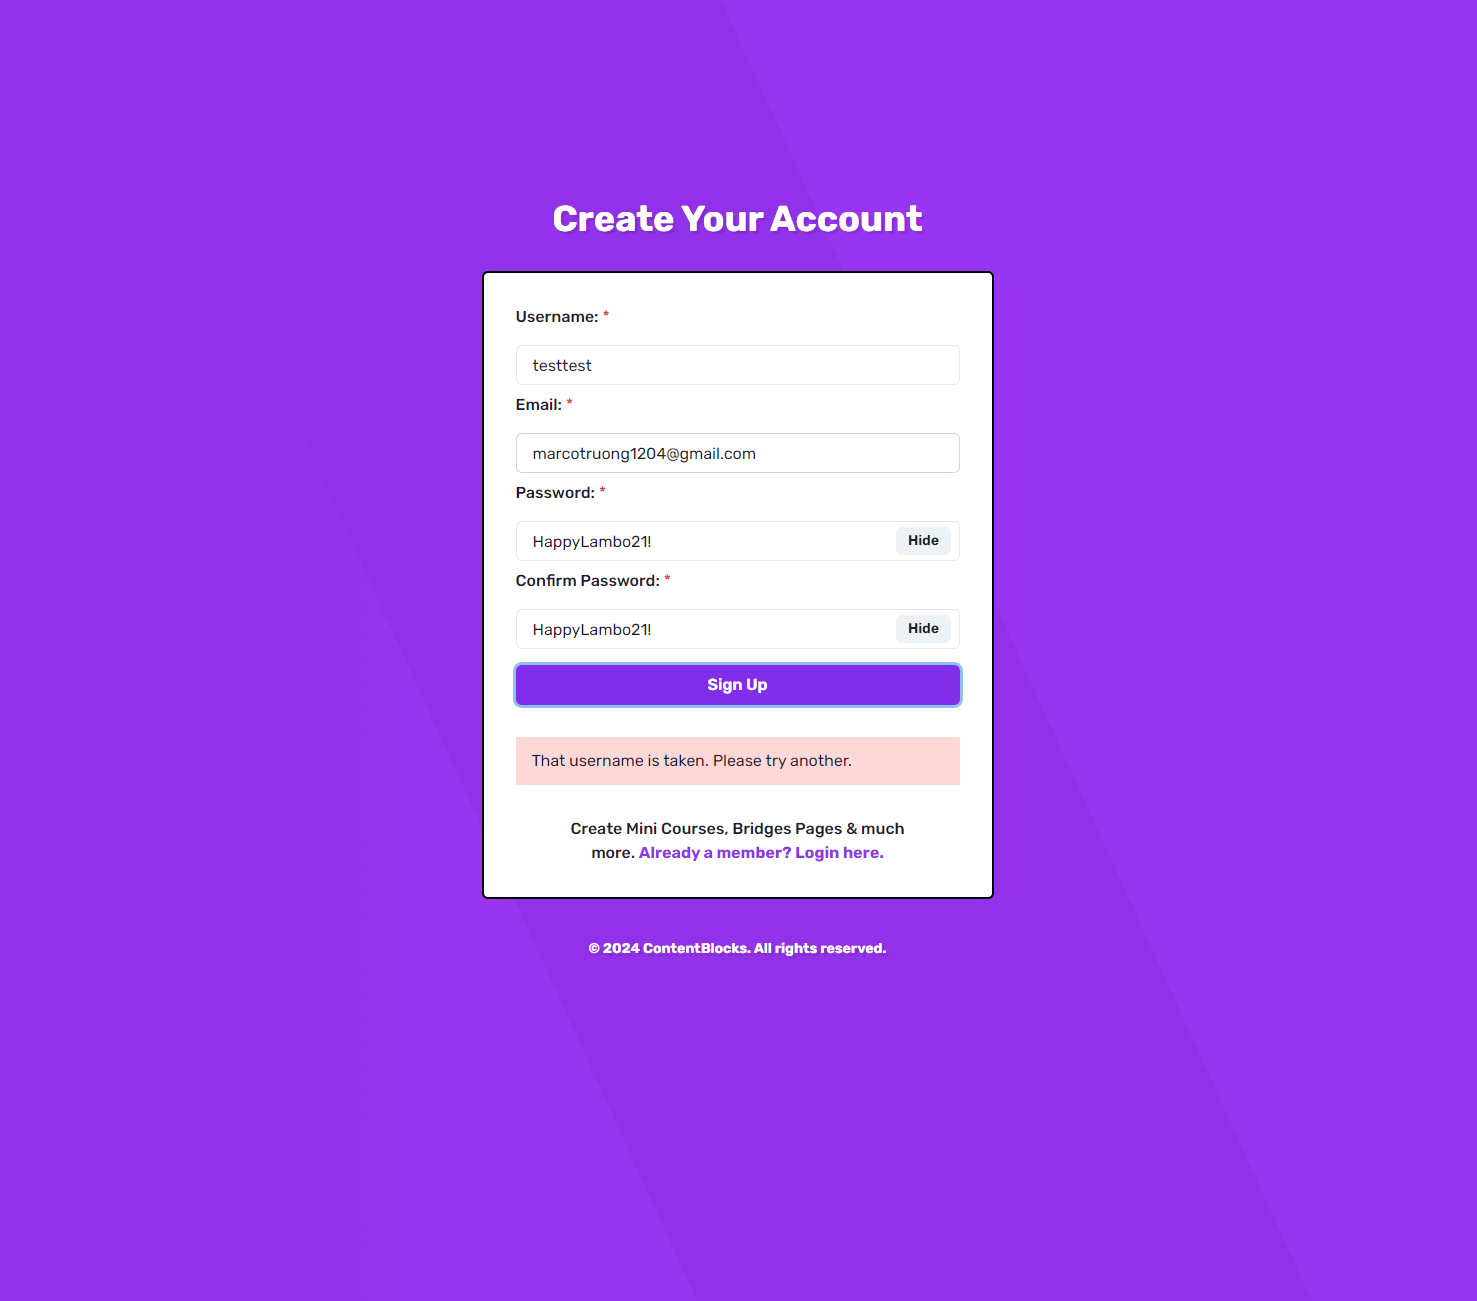 Create Your Account
Username: *
testtest
Email: *
marcotruong1204@gmail.com
Password: *
HappyLambo21!
Hide
Confirm Password: *
HappyLambo21!
Hide
Sign Up
That username is taken. Please try another.
Create Mini Courses, Bridges Pages & much
more. Already a member? Login here.
© 2024 ContentBlocks. All rights reserved.